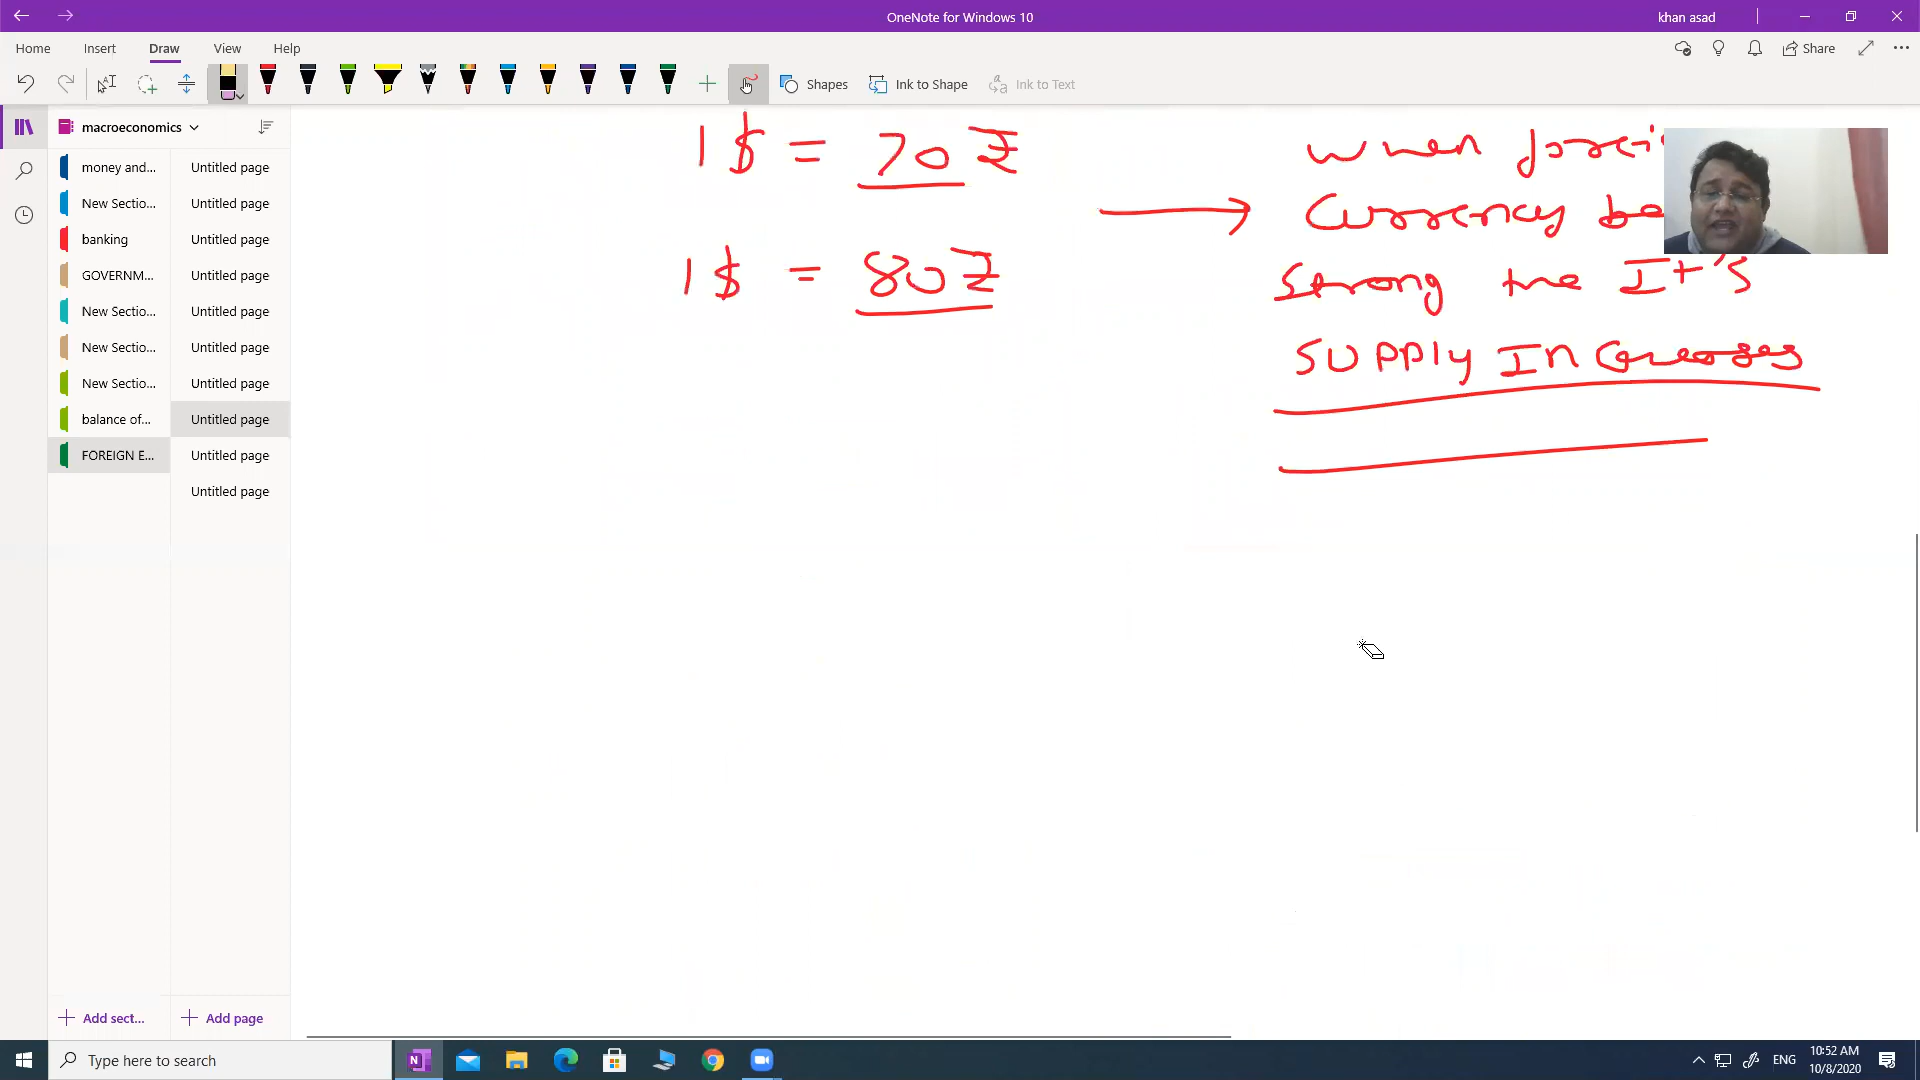 OneNote for Windows 10
khan asad
Home Insert Draw View Help
Share
Shapes Ink to Shape Ink to Text
macroeconomics
money and...
New Sectio...
banking
GOVERNM...
New Sectio...
New Sectio...
New Sectio...
balance of...
FOREIGN E...
Untitled page
Untitled page
Untitled page
Untitled page
Untitled page
Untitled page
Untitled page
Untitled page
Untitled page
Untitled page
1 $ = 70 ₹
1 $ = 80 ₹
when
Currency
Strong the It's
SUPPLY InCreases
Add sect...
Add page
Type here to search
ENG
10:52 AM
10/8/2020